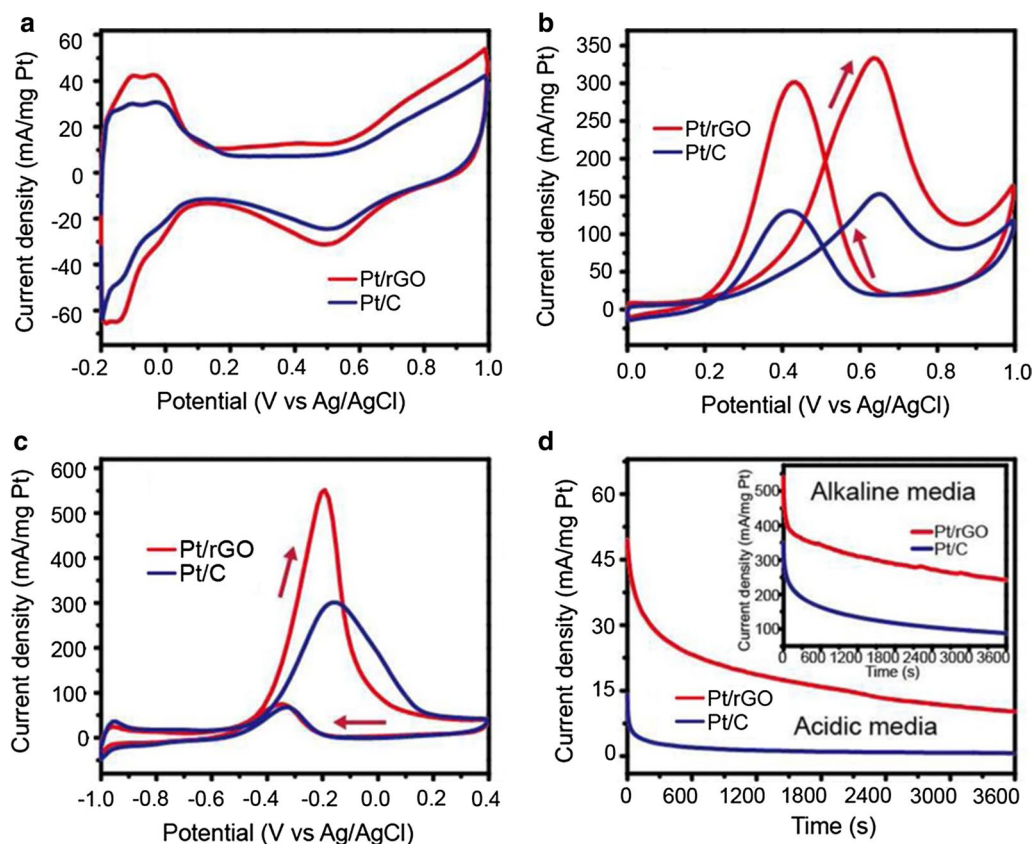 a
Current density (mA/mg Pt)
60
40
20
0
-20
-40
-60
Pt/rGO
Pt/C
-0.2 0.0 0.2 0.4 0.6 0.8 1.0
Potential (V vs Ag/AgCl)
b
Current density (mA/mg Pt)
350
300
250
200
150
100
50
0
Pt/rGO
Pt/C
0.0 0.2 0.4 0.6 0.8 1.0
Potential (V vs Ag/AgCl)
c
Current density (mA/mg Pt)
600
500
400
300
200
100
0
Pt/rGO
Pt/C
-1.0 -0.8 -0.6 -0.4 -0.2 0.0 0.2 0.4
Potential (V vs Ag/AgCl)
d
Current density (mA/mg Pt)
60
45
30
15
0
Current density (mA/mg Pt)
500
400
300
200
100
Alkaline media
Pt/rGO
Pt/C
0 600 1200 1800 2400 3000 3600
Time (s)
Pt/rGO
Pt/C
Acidic media
0 600 1200 1800 2400 3000 3600
Time (s)